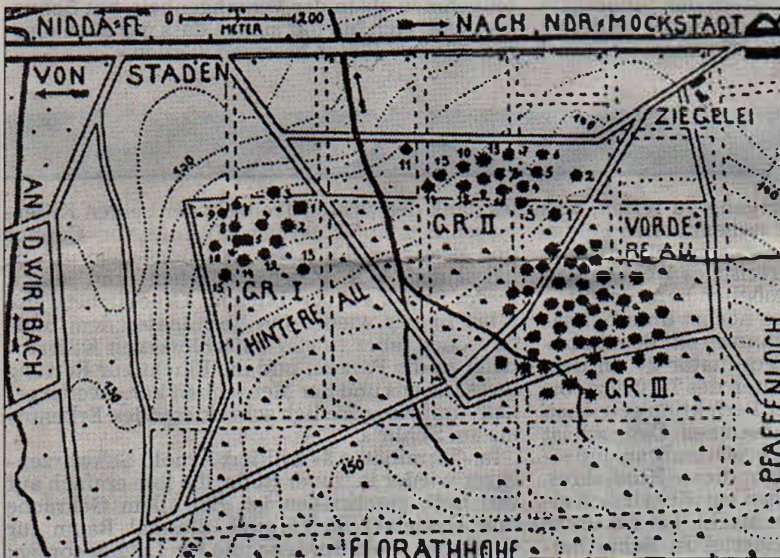 NIDDA=FL 0 200 NACH NDR=MOCKSTADT
METER
VON STADEN
ZIEGELEI
AN D. WIRTBACH
150
GR. I
GR. II
GR. III
HINTERE AU
VORDE=
RE AU
PFAFFENLOCH
150
150
FLORATHHÖHE